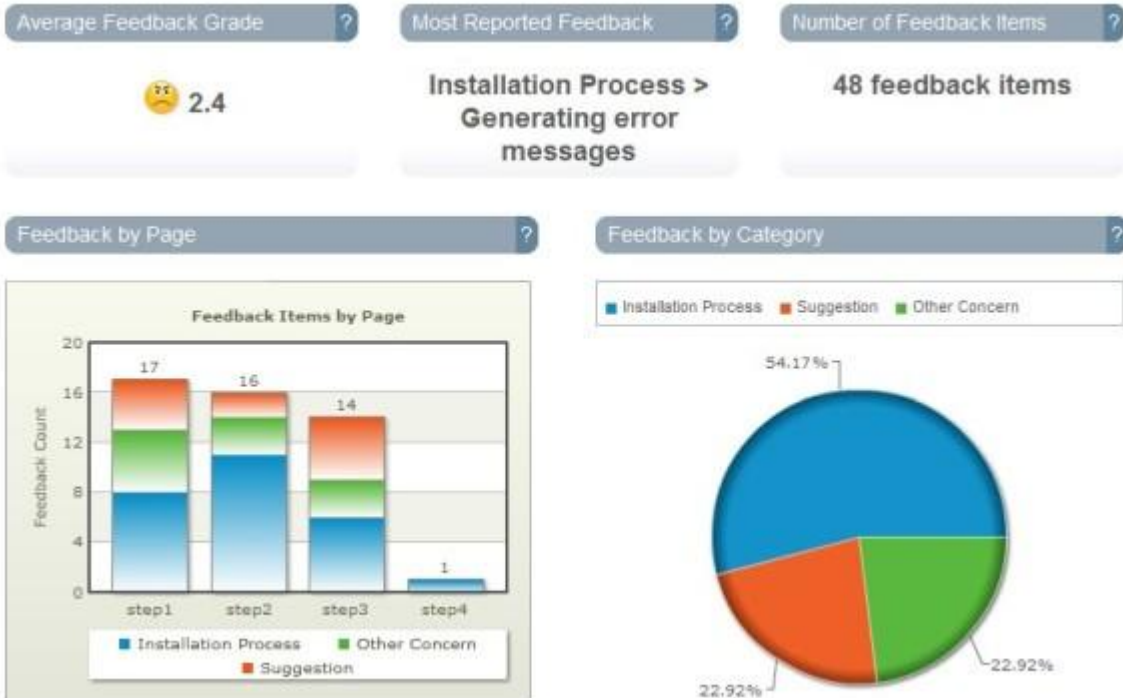 Average Feedback Grade ?
Most Reported Feedback ?
Number of Feedback Items ?
2.4
Installation Process >
Generating error
messages
48 feedback items
Feedback by Page ?
Feedback by Category ?
Feedback Items by Page
Feedback Count
20
16
12
8
4
0
17
16
14
1
step1 step2 step3 step4
Installation Process Other Concern
Suggestion
Installation Process Suggestion Other Concern
54.17%
22.92%
22.92%